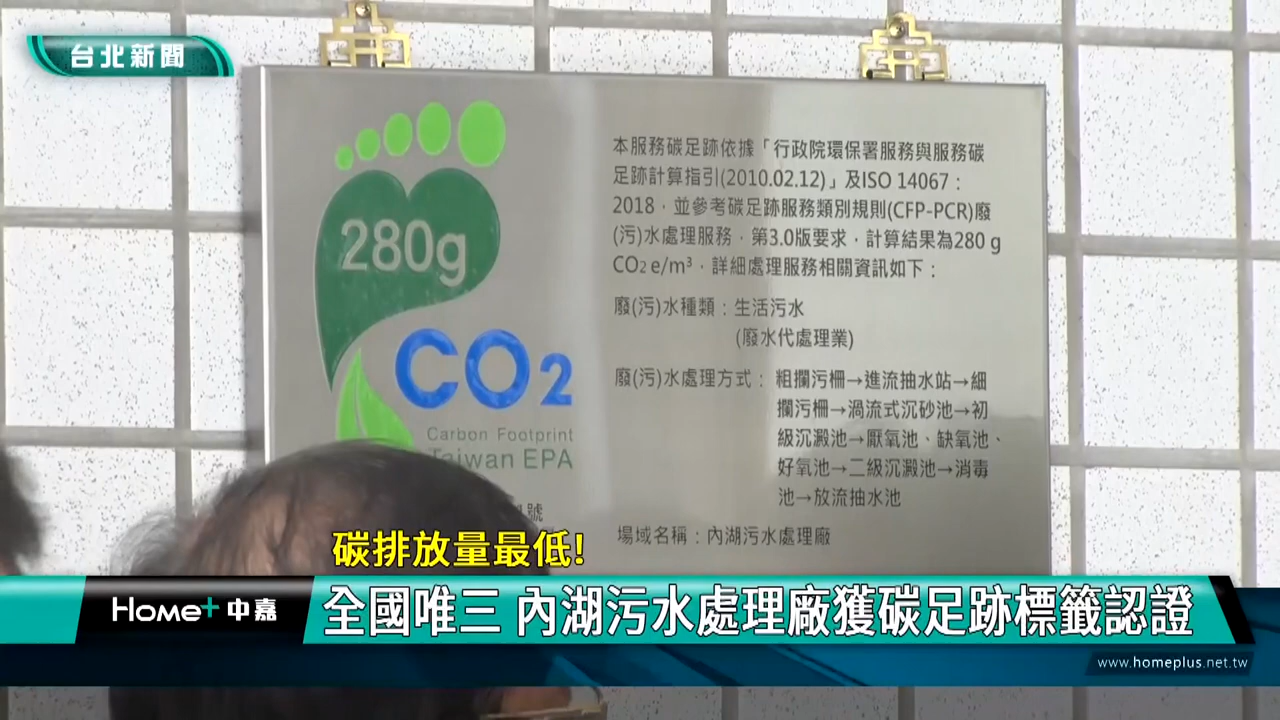 台北新聞
280g
CO2
Carbon Footprint
Taiwan EPA
號
本服務碳足跡依據「行政院環保署服務與服務碳
足跡計算指引(2010.02.12)」及ISO 14067：
2018，並參考碳足跡服務類別規則(CFP-PCR)廢
(污)水處理服務，第3.0版要求，計算結果為280 g
CO2 e/m³，詳細處理服務相關資訊如下：
廢(污)水種類：生活污水
(廢水代處理業)
廢(污)水處理方式：粗攔污柵→進流抽水站→細
攔污柵→渦流式沉砂池→初
級沉澱池→厭氧池、缺氧池、
好氧池→二級沉澱池→消毒
池→放流抽水池
場域名稱：內湖污水處理廠
碳排放量最低!
Home+中嘉
全國唯三 內湖污水處理廠獲碳足跡標籤認證
www.homeplus.net.tw